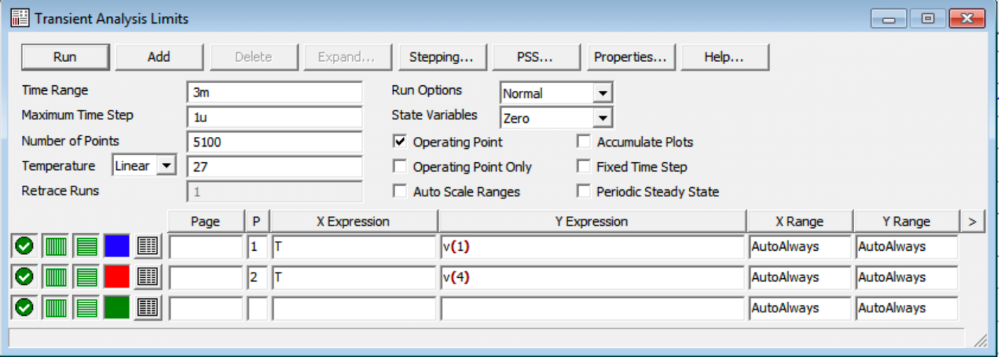 Transient Analysis Limits
Run Add Delete Expand... Stepping... PSS... Properties... Help...
Time Range 3m Run Options Normal
Maximum Time Step 1u State Variables Zero
Number of Points 5100 Operating Point Accumulate Plots
Temperature Linear 27 Operating Point Only Fixed Time Step
Retrace Runs 1 Auto Scale Ranges Periodic Steady State
Page P X Expression Y Expression X Range Y Range >
1 T v(1) AutoAlways AutoAlways
2 T v(4) AutoAlways AutoAlways
AutoAlways AutoAlways